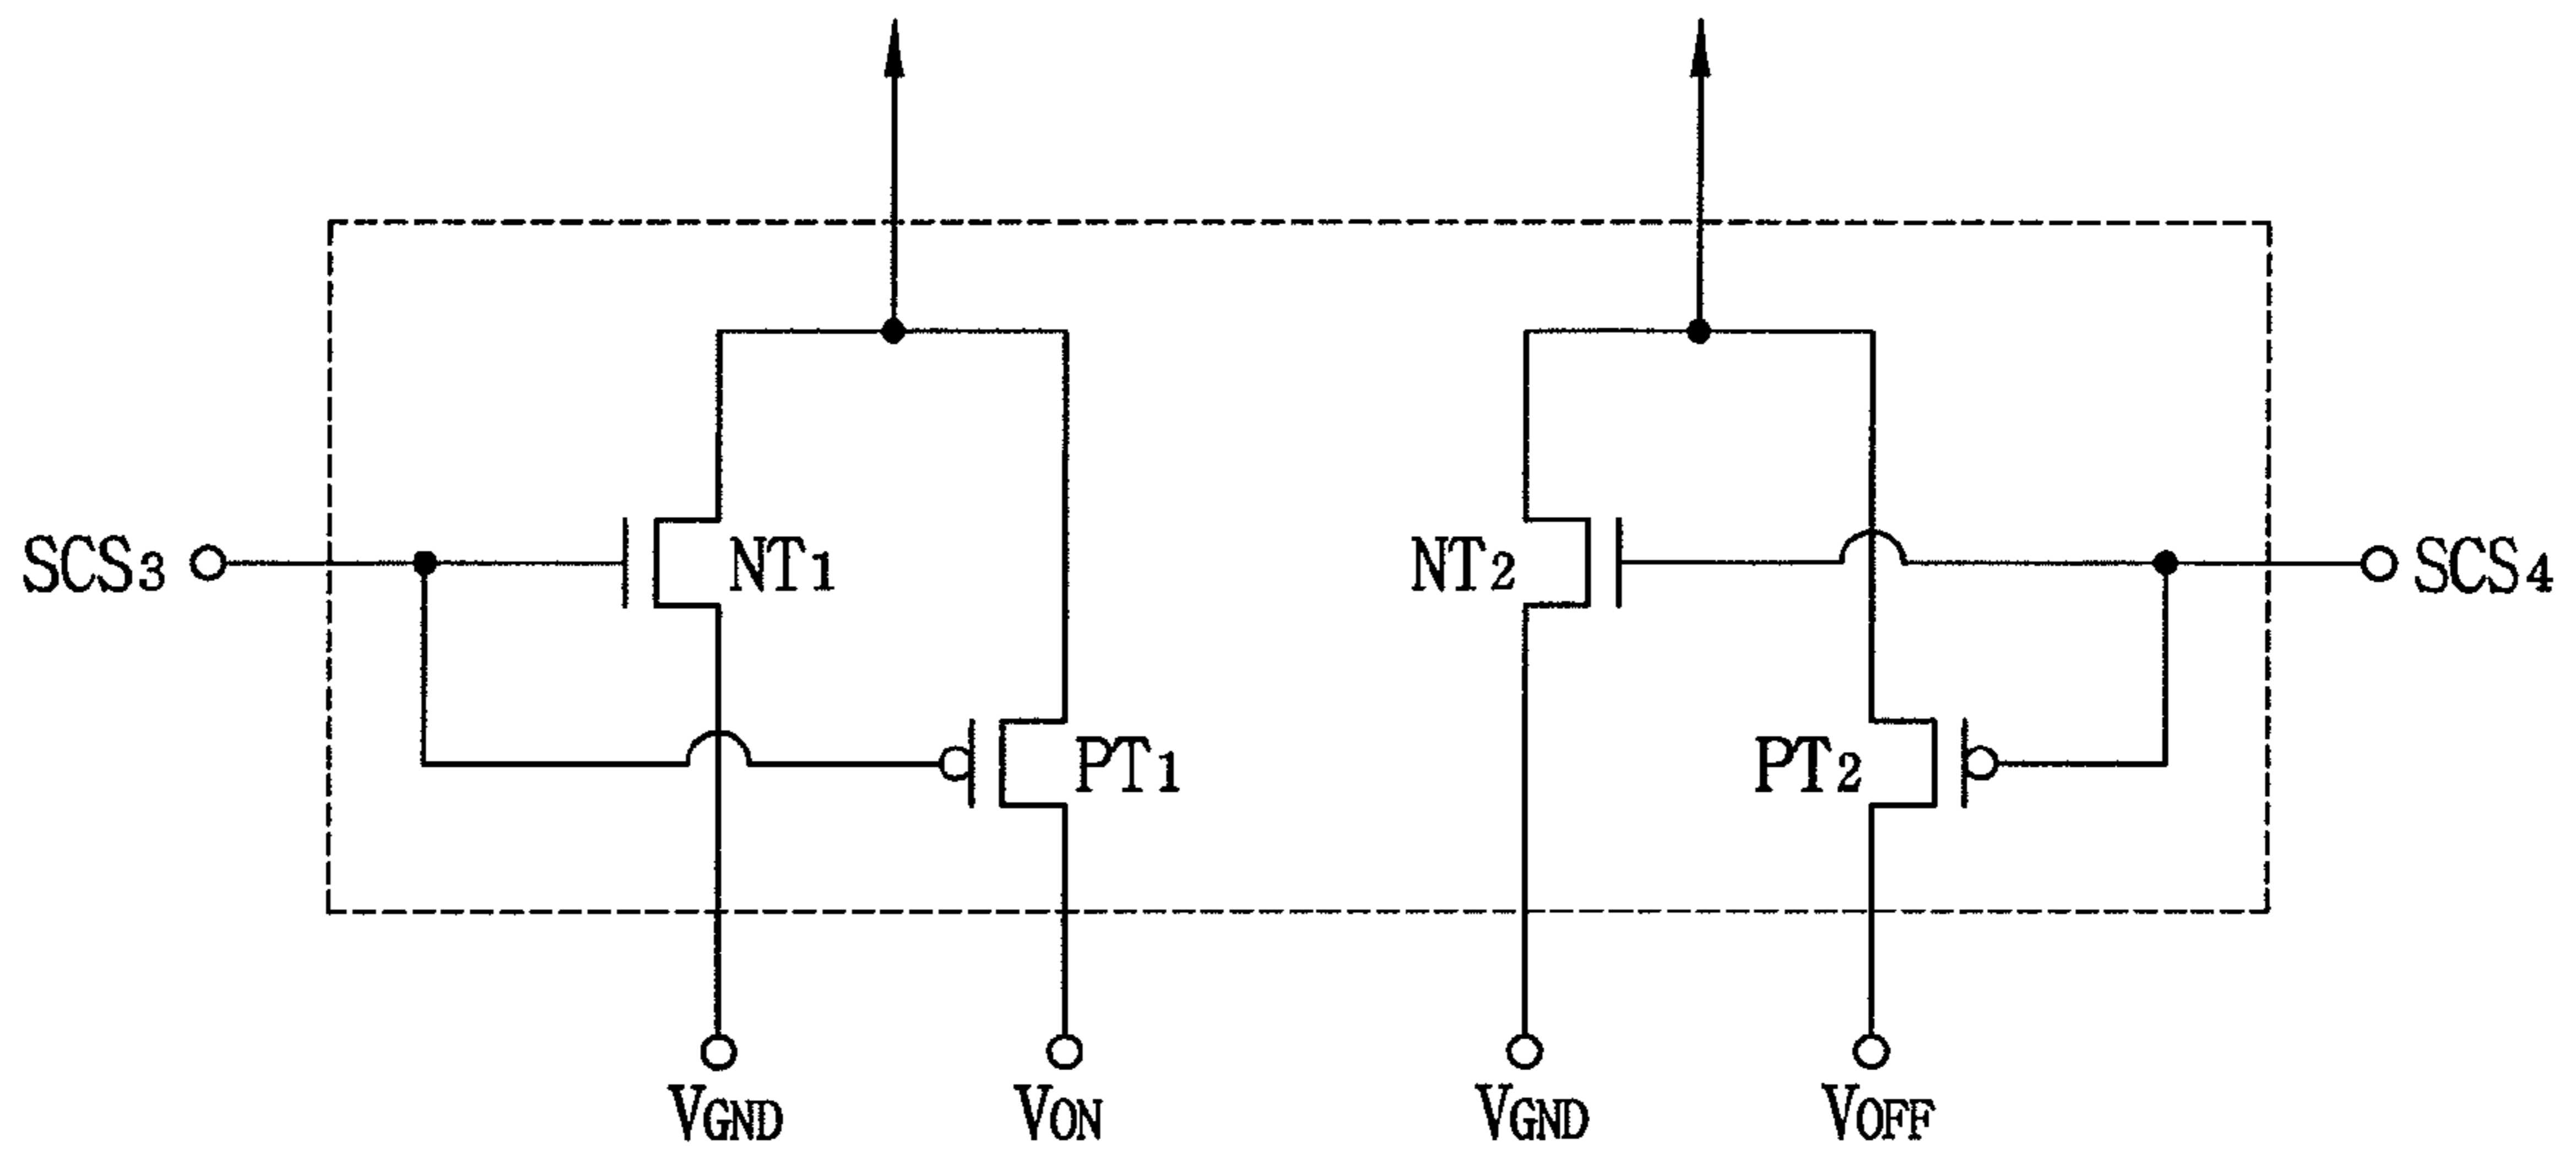 SCS3
NT1
NT2
SCS4
PT1
PT2
VGND
VON
VGND
VOFF